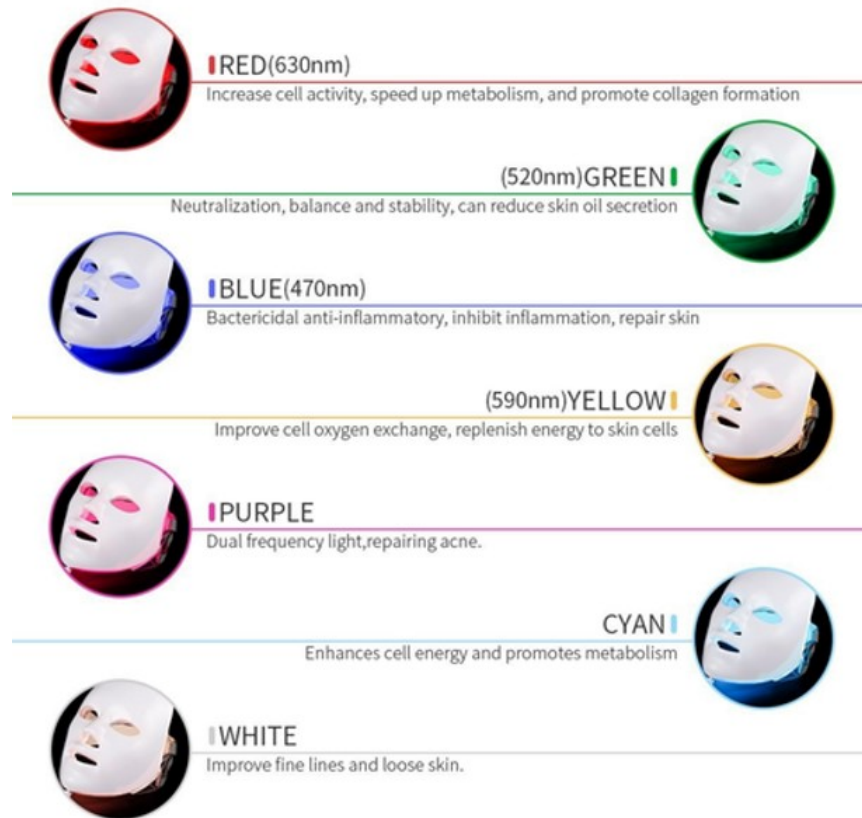 RED(630nm)
Increase cell activity, speed up metabolism, and promote collagen formation
(520nm)GREEN
Neutralization, balance and stability, can reduce skin oil secretion
BLUE(470nm)
Bactericidal anti-inflammatory, inhibit inflammation, repair skin
(590nm)YELLOW
Improve cell oxygen exchange, replenish energy to skin cells
PURPLE
Dual frequency light,repairing acne.
CYAN
Enhances cell energy and promotes metabolism
WHITE
Improve fine lines and loose skin.